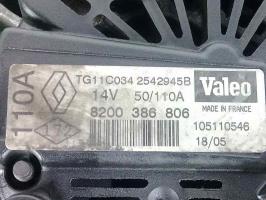 TG11C034 2542945B
Valeo
110A
14V 50/110A
MADE IN FRANCE
8200 386 806
105110546
18/05